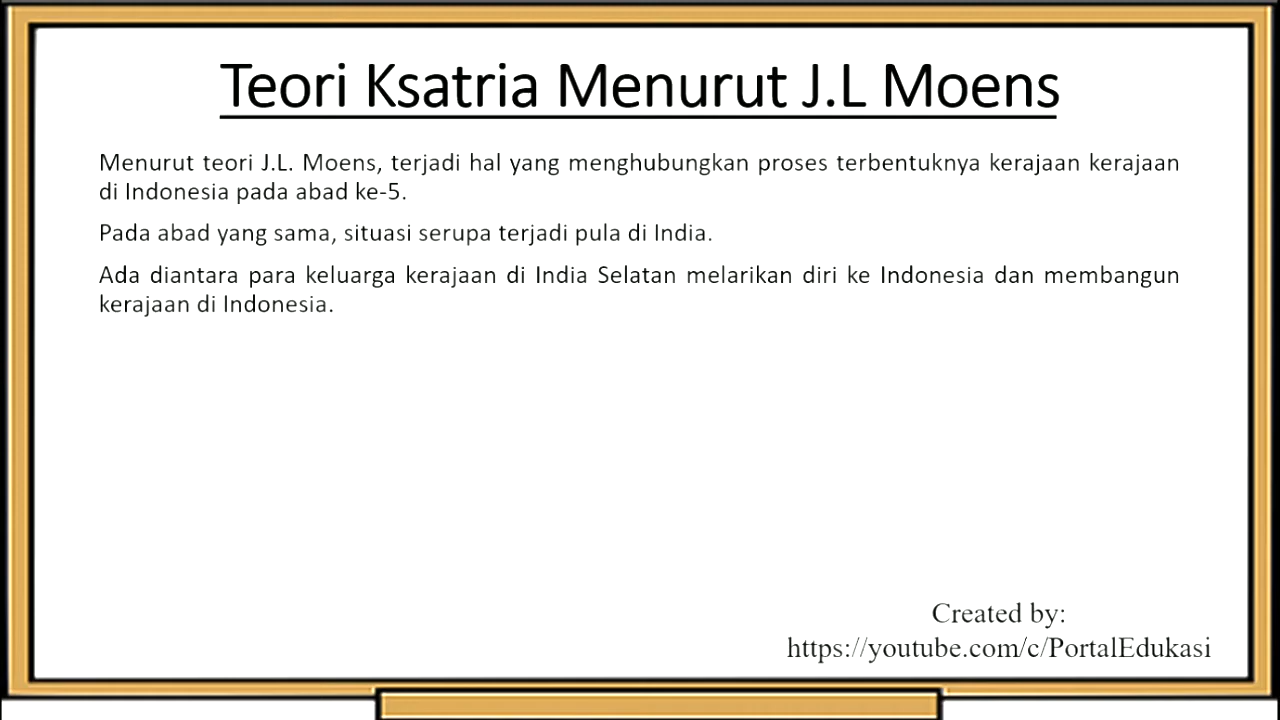 Teori Ksatria Menurut J.L Moens
Menurut teori J.L. Moens, terjadi hal yang menghubungkan proses terbentuknya kerajaan kerajaan
di Indonesia pada abad ke-5.
Pada abad yang sama, situasi serupa terjadi pula di India.
Ada diantara para keluarga kerajaan di India Selatan melarikan diri ke Indonesia dan membangun
kerajaan di Indonesia.
Created by:
https://youtube.com/c/PortalEdukasi